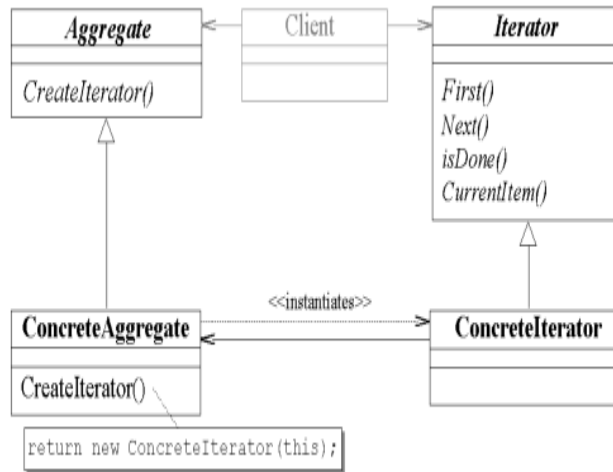 Aggregate
Client
Iterator
CreateIterator()
First()
Next()
isDone()
CurrentItem()
<<instantiates>>
ConcreteAggregate
ConcreteIterator
CreateIterator()
return new ConcreteIterator(this);